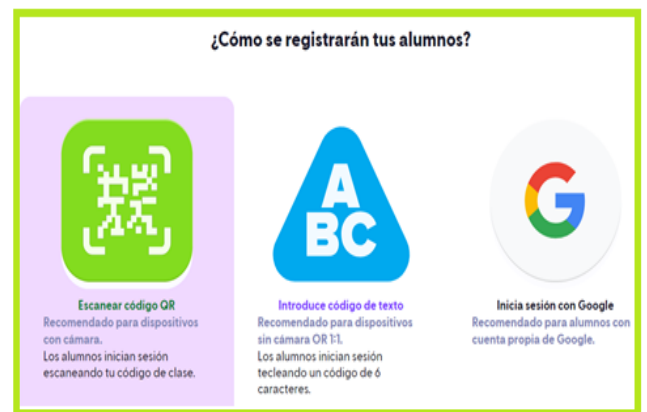 ¿Cómo se registrarán tus alumnos?
A
BC
G
Escanear código QR
Recomendado para dispositivos
con cámara.
Los alumnos inician sesión
escaneando tu código de clase.
Introduce código de texto
Recomendado para dispositivos
sin cámara OR 1:1.
Los alumnos inician sesión
tecleando un código de 6
caracteres.
Inicia sesión con Google
Recomendado para alumnos con
cuenta propia de Google.